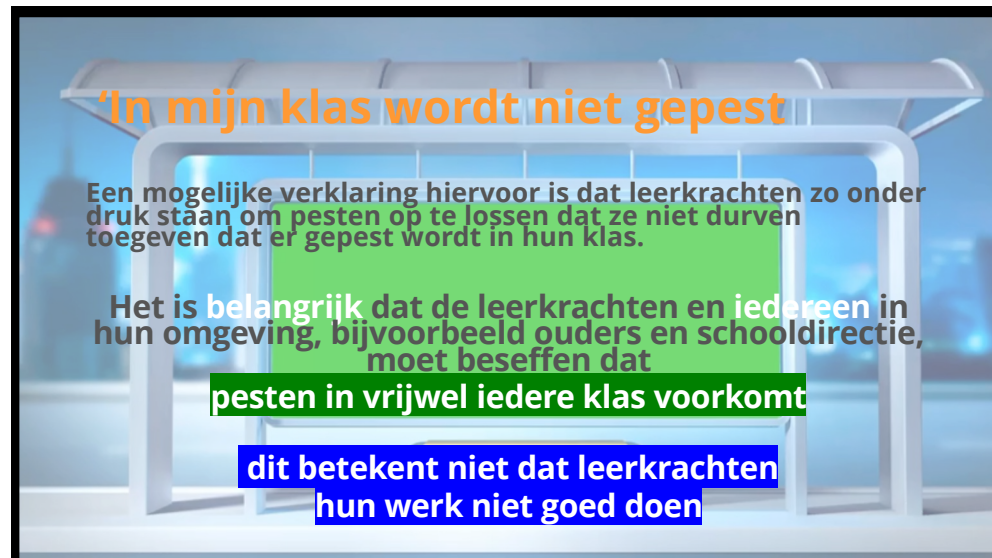 ‘In mijn klas wordt niet gepest
Een mogelijke verklaring hiervoor is dat leerkrachten zo onder
druk staan om pesten op te lossen dat ze niet durven
toegeven dat er gepest wordt in hun klas.
Het is belangrijk dat de leerkrachten en iedereen in
hun omgeving, bijvoorbeeld ouders en schooldirectie,
moet beseffen dat
pesten in vrijwel iedere klas voorkomt
dit betekent niet dat leerkrachten
hun werk niet goed doen